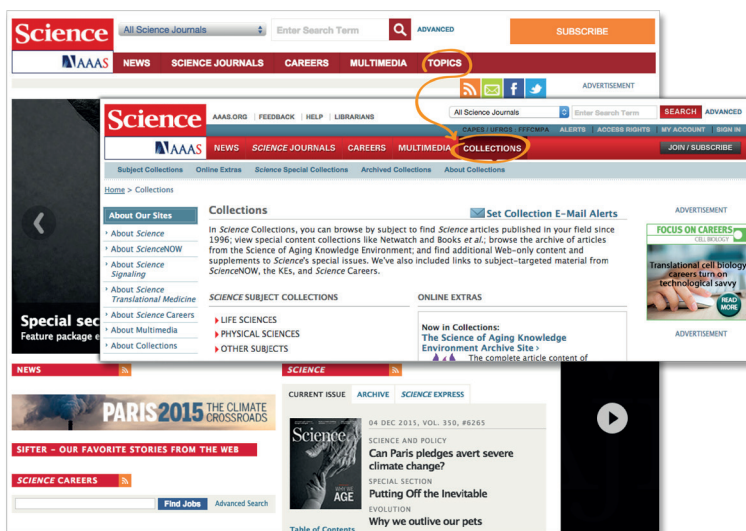 Science
All Science Journals
Enter Search Term
ADVANCED
SUBSCRIBE
AAAS
NEWS
SCIENCE JOURNALS
CAREERS
MULTIMEDIA
TOPICS
ADVERTISEMENT
Science
AAAS.ORG | FEEDBACK | HELP | LIBRARIANS
All Science Journals
Enter Search Term
SEARCH
ADVANCED
CAPES / UFRGS - FFFCMPA
ALERTS | ACCESS RIGHTS | MY ACCOUNT | SIGN IN
AAAS
NEWS
SCIENCE JOURNALS
CAREERS
MULTIMEDIA
COLLECTIONS
JOIN / SUBSCRIBE
Subject Collections
Online Extras
Science Special Collections
Archived Collections
About Collections
Home > Collections
About Our Sites
About Science
About ScienceNOW
About Science
Signaling
About Science
Translational Medicine
About Science Careers
About Multimedia
About Collections
Collections
Set Collection E-Mail Alerts
In Science Collections, you can browse by subject to find Science articles published in your field since
1996; view special content collections like Netwatch and Books et al.; browse the archive of articles
from the Science of Aging Knowledge Environment; and find additional Web-only content and
supplements to Science's special issues. We've also included links to subject-targeted material from
ScienceNOW, the KEs, and Science Careers.
SCIENCE SUBJECT COLLECTIONS
LIFE SCIENCES
PHYSICAL SCIENCES
OTHER SUBJECTS
ONLINE EXTRAS
Now in Collections:
The Science of Aging Knowledge
Environment Archive Site ›
The complete article content of
ADVERTISEMENT
FOCUS ON CAREERS
CELL BIOLOGY
Translational cell biology
careers turn on
technological savvy
READ
MORE
ADVERTISEMENT
Special sec
Feature package e
NEWS
PARIS 2015 THE CLIMATE
CROSSROADS
SIFTER – OUR FAVORITE STORIES FROM THE WEB
SCIENCE CAREERS
Find Jobs
Advanced Search
SCIENCE
CURRENT ISSUE
ARCHIVE
SCIENCE EXPRESS
Science
WHY WE
AGE
Table of Contents
04 DEC 2015, VOL. 350, #6265
SCIENCE AND POLICY
Can Paris pledges avert severe
climate change?
SPECIAL SECTION
Putting Off the Inevitable
EVOLUTION
Why we outlive our pets